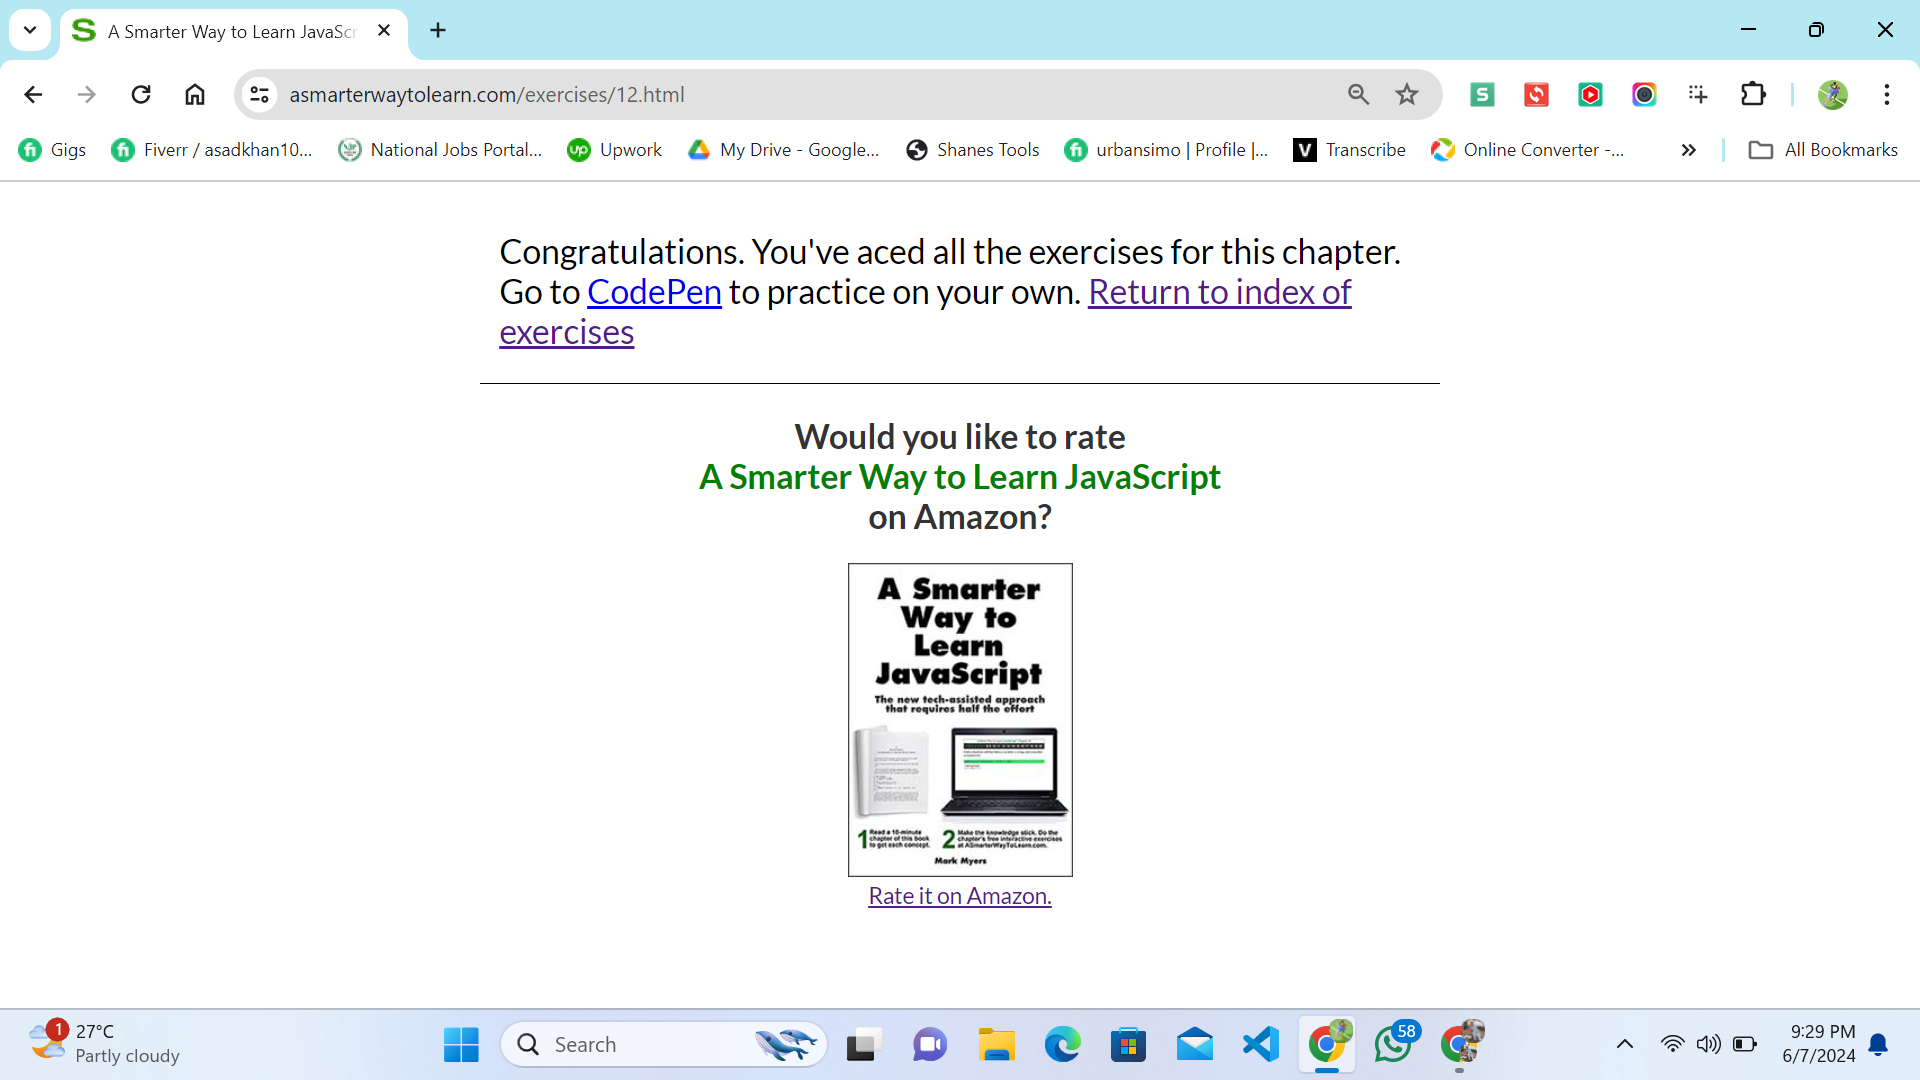 A Smarter Way to Learn JavaScr
asmarterwaytolearn.com/exercises/12.html
Gigs
Fiverr / asadkhan10...
National Jobs Portal...
Upwork
My Drive - Google...
Shanes Tools
urbansimo | Profile |...
Transcribe
Online Converter -...
All Bookmarks
Congratulations. You've aced all the exercises for this chapter.
Go to CodePen to practice on your own. Return to index of
exercises
Would you like to rate
A Smarter Way to Learn JavaScript
on Amazon?
A Smarter
Way to
Learn
JavaScript
The new tech-assisted approach
that requires half the effort
1 Read a 10-minute
chapter of this book
to get each concept.
2 Make the knowledge stick. Do the
chapter's free interactive exercises
at ASmarterWayToLearn.com.
Mark Myers
Rate it on Amazon.
1
27°C
Partly cloudy
Search
58
9:29 PM
6/7/2024